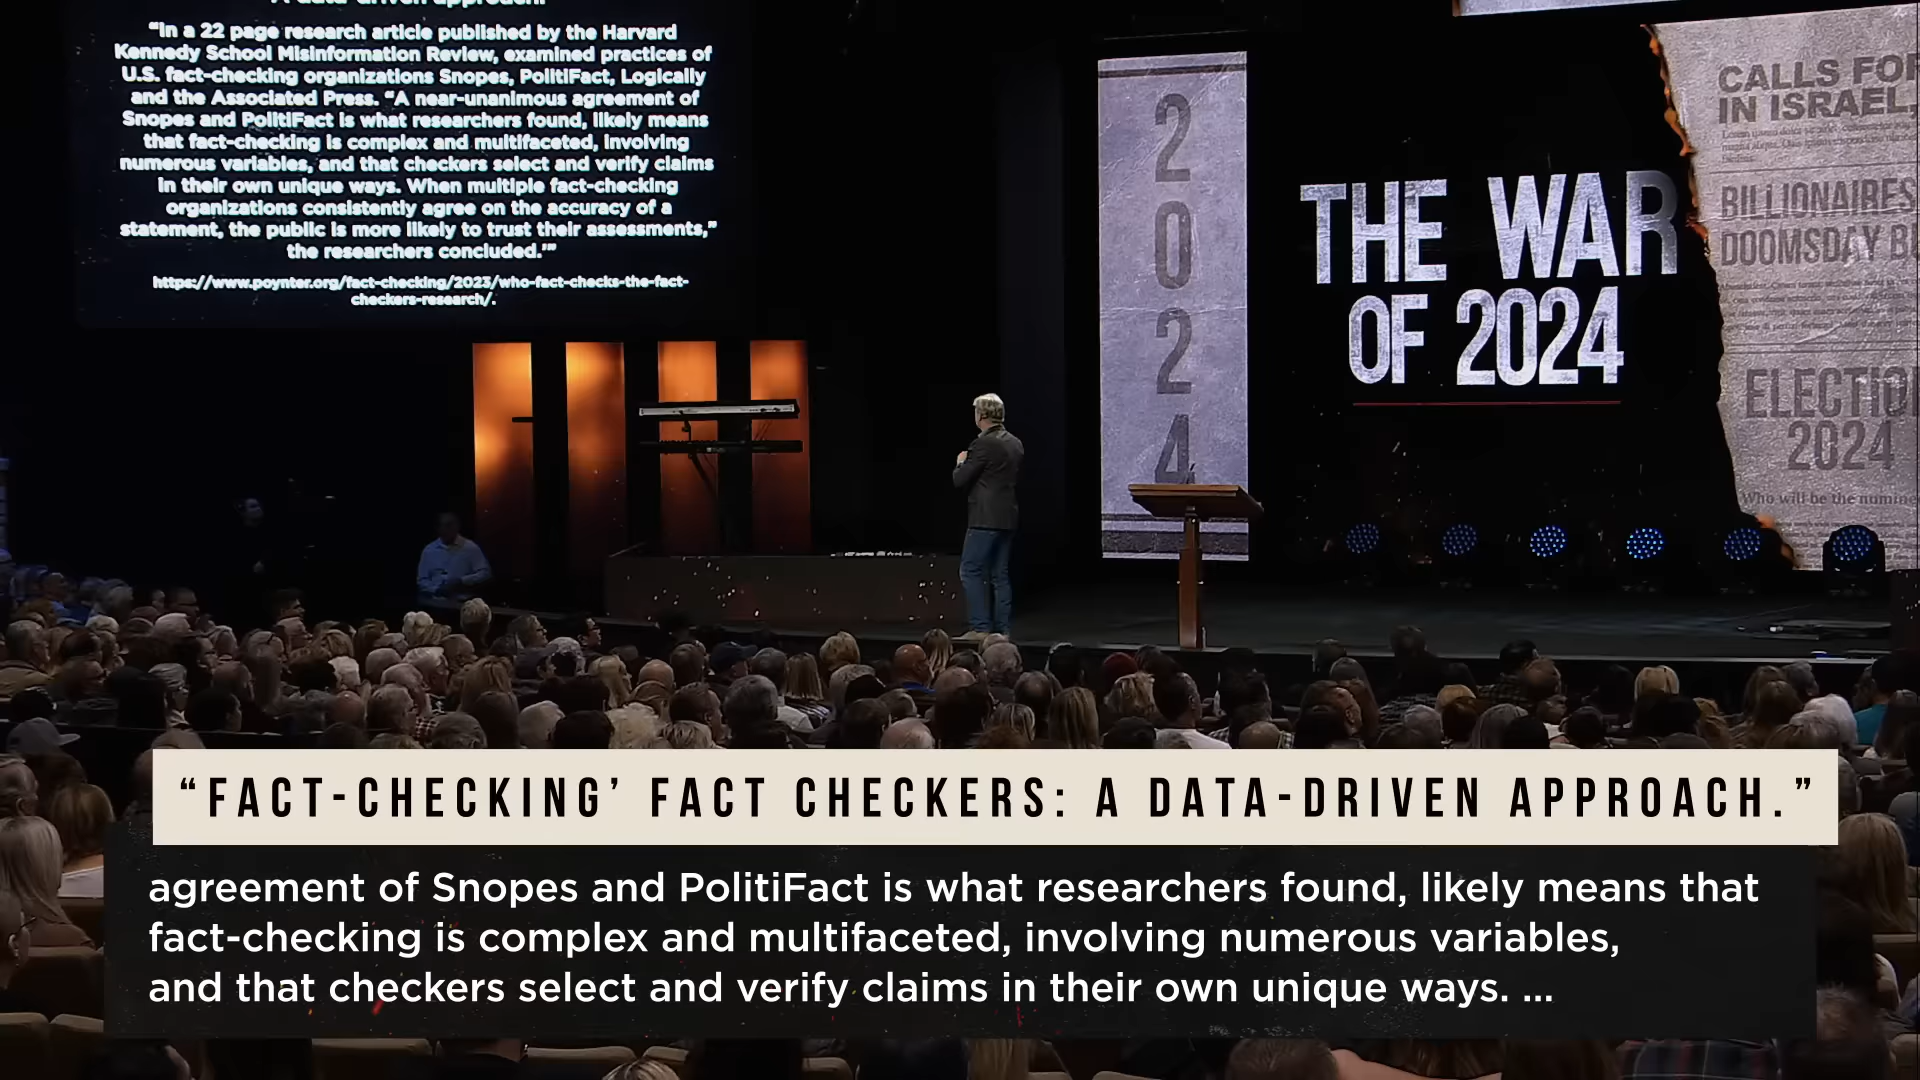 “In a 22 page research article published by the Harvard
Kennedy School Misinformation Review, examined practices of
U.S. fact-checking organizations Snopes, PolitiFact, Logically
and the Associated Press. “A near-unanimous agreement of
Snopes and PolitiFact is what researchers found, likely means
that fact-checking is complex and multifaceted, involving
numerous variables, and that checkers select and verify claims
in their own unique ways. When multiple fact-checking
organizations consistently agree on the accuracy of a
statement, the public is more likely to trust their assessments,”
the researchers concluded.’”
https://www.poynter.org/fact-checking/2023/who-fact-checks-the-fact-
checkers-research/.
2
0
2
4
THE WAR
OF 2024
CALLS FOR
IN ISRAEL,
BILLIONAIRES
DOOMSDAY
ELECTIO
2024
Who will be the nomine
“FACT-CHECKING’ FACT CHECKERS: A DATA-DRIVEN APPROACH.”
agreement of Snopes and PolitiFact is what researchers found, likely means that
fact-checking is complex and multifaceted, involving numerous variables,
and that checkers select and verify claims in their own unique ways. ...